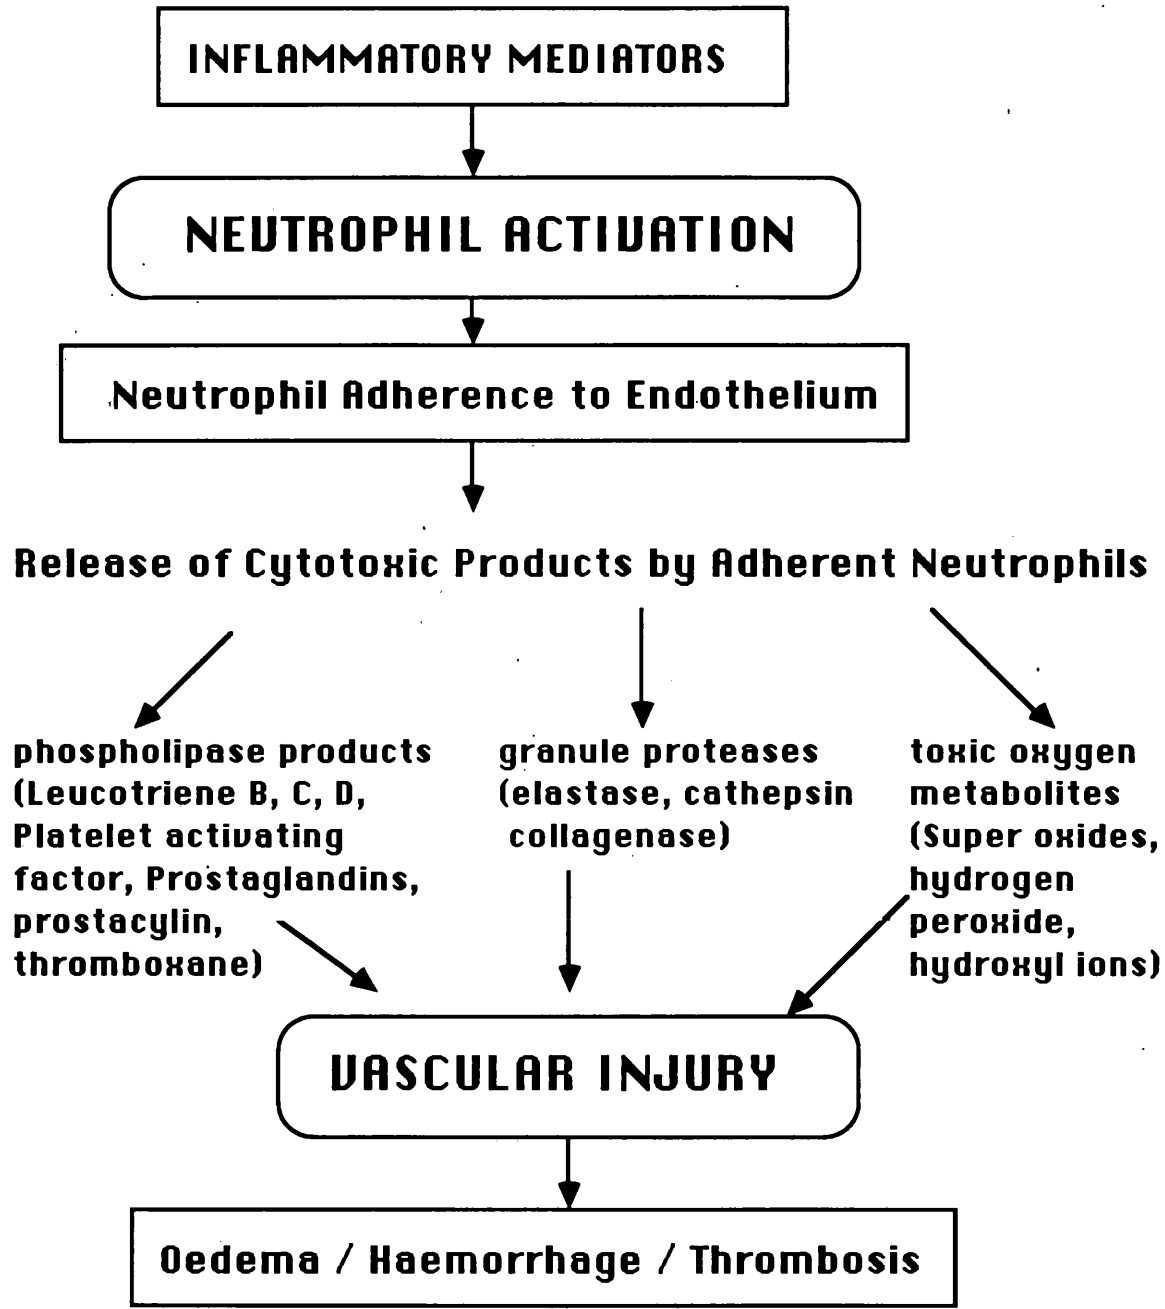 INFLAMMATORY MEDIATORS
NEUTROPHIL ACTIVATION
Neutrophil Adherence to Endothelium
Release of Cytotoxic Products by Adherent Neutrophils
phospholipase products
(Leucotriene B, C, D,
Platelet activating
factor, Prostaglandins,
prostacylin,
thromboxane)
granule proteases
(elastase, cathepsin
collagenase)
toxic oxygen
metabolites
(Super oxides,
hydrogen
peroxide,
hydroxyl ions)
VASCULAR INJURY
Oedema / Haemorrhage / Thrombosis